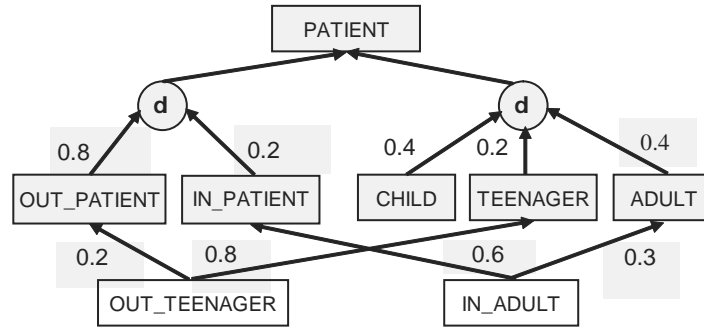 PATIENT
d d
0.8 0.2 0.4 0.2 0.4
OUT_PATIENT IN_PATIENT CHILD TEENAGER ADULT
0.2 0.8 0.6 0.3
OUT_TEENAGER IN_ADULT